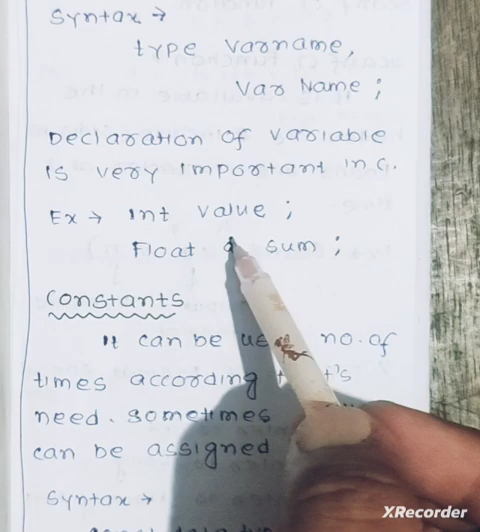 Syntax →
type varname,
Var Name ;
Declaration of variable
is very important in c.
Ex → Int value ;
Float sum ;
Constants
It can be no. of
times according
need. sometimes
can be assigned
Syntax →
XRecorder